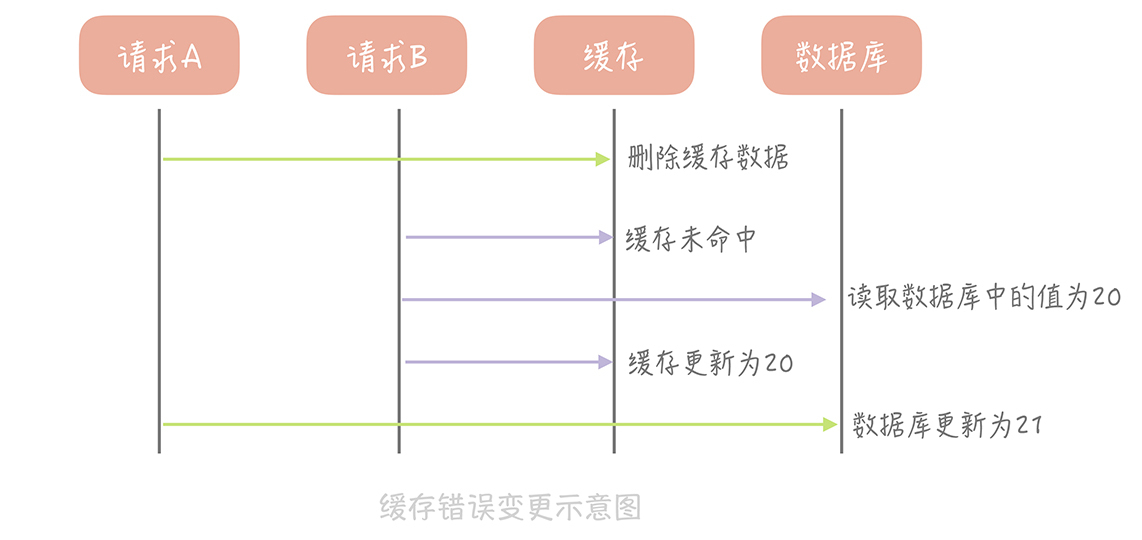 请求A
请求B
缓存
数据库
删除缓存数据
缓存未命中
读取数据库中的值为20
缓存更新为20
数据库更新为21
缓存错误变更示意图